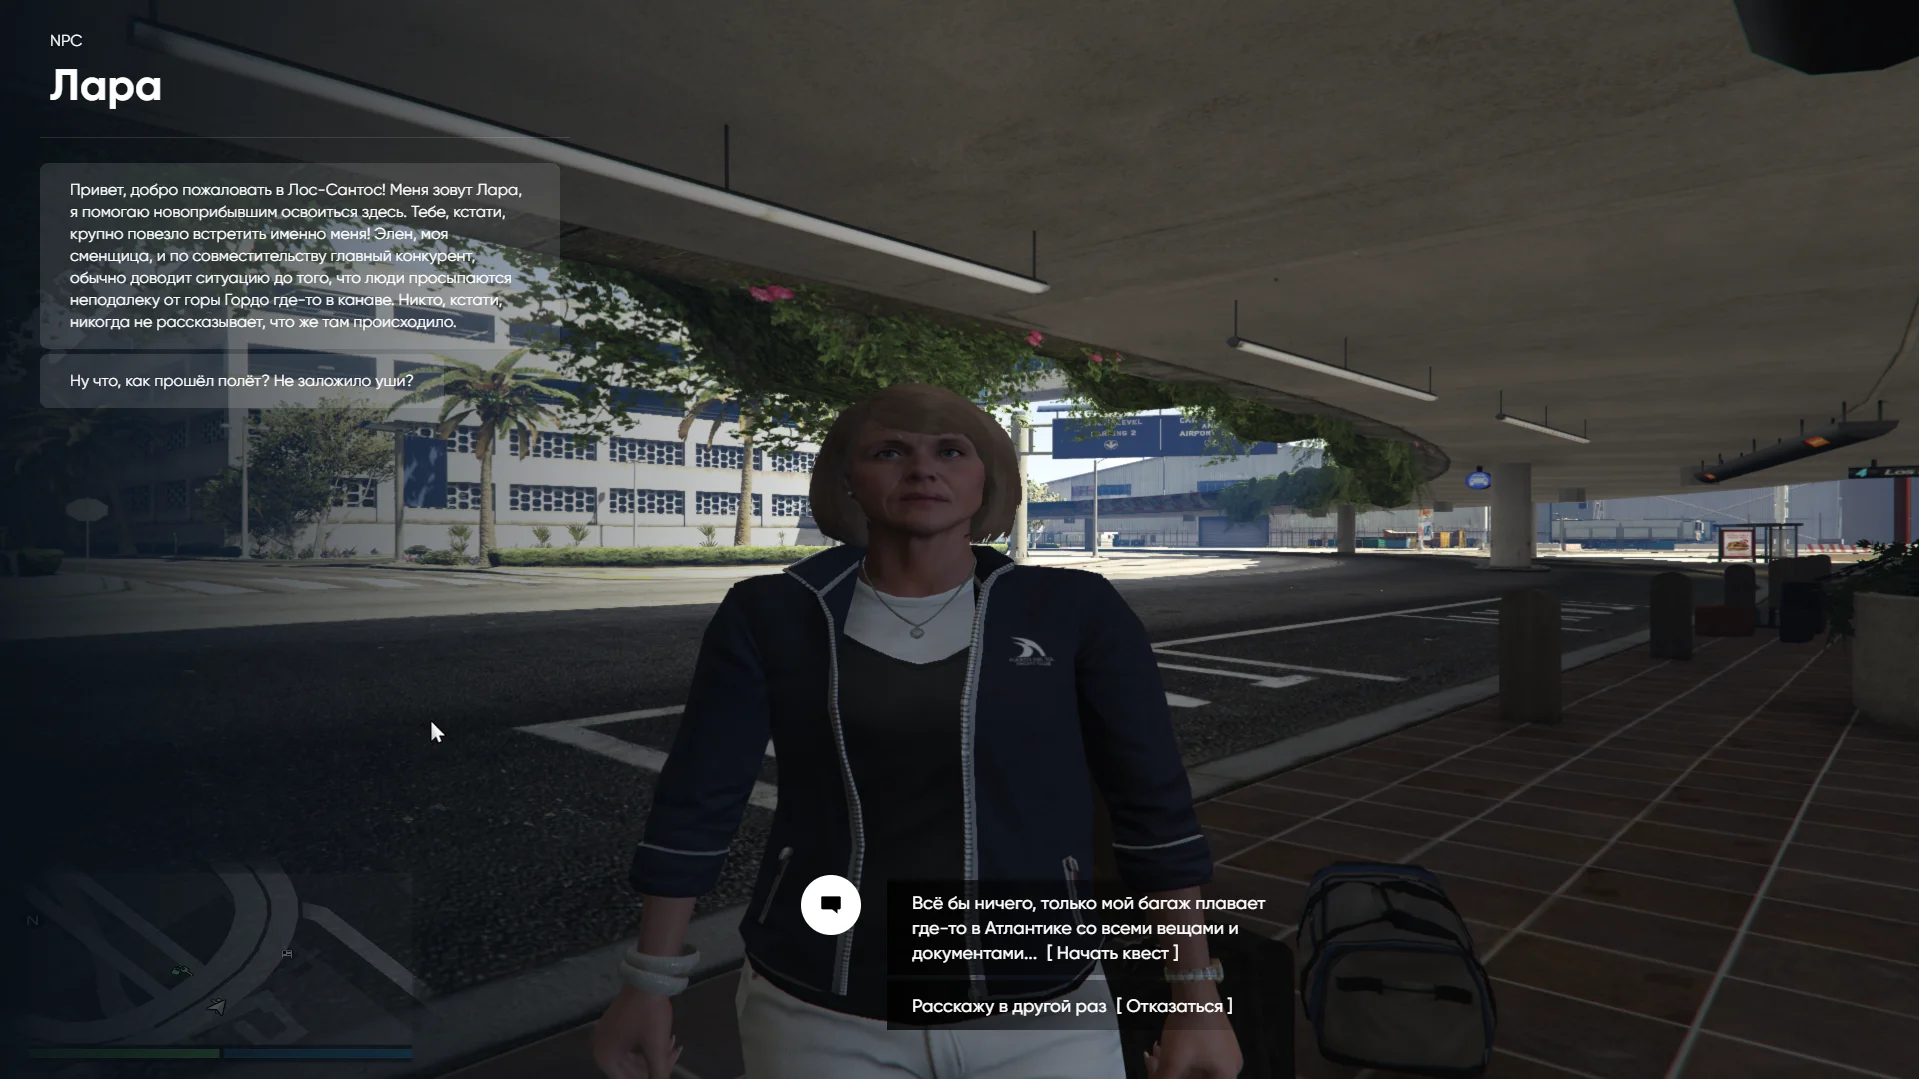 NPC
Лара
Привет, добро пожаловать в Лос-Сантос! Меня зовут Лара,
я помогаю новоприбывшим освоиться здесь. Тебе, кстати,
крупно повезло встретить именно меня! Элен, моя
сменщица, и по совместительству главный конкурент,
обычно доводит ситуацию до того, что люди просыпаются
неподалеку от горы Гордо где-то в канаве. Никто, кстати,
никогда не рассказывает, что же там происходило.
Ну что, как прошёл полёт? Не заложило уши?
LEVEL
AIRPORT
N
Всё бы ничего, только мой багаж плавает
где-то в Атлантике со всеми вещами и
документами... [ Начать квест ]
Расскажу в другой раз [ Отказаться ]